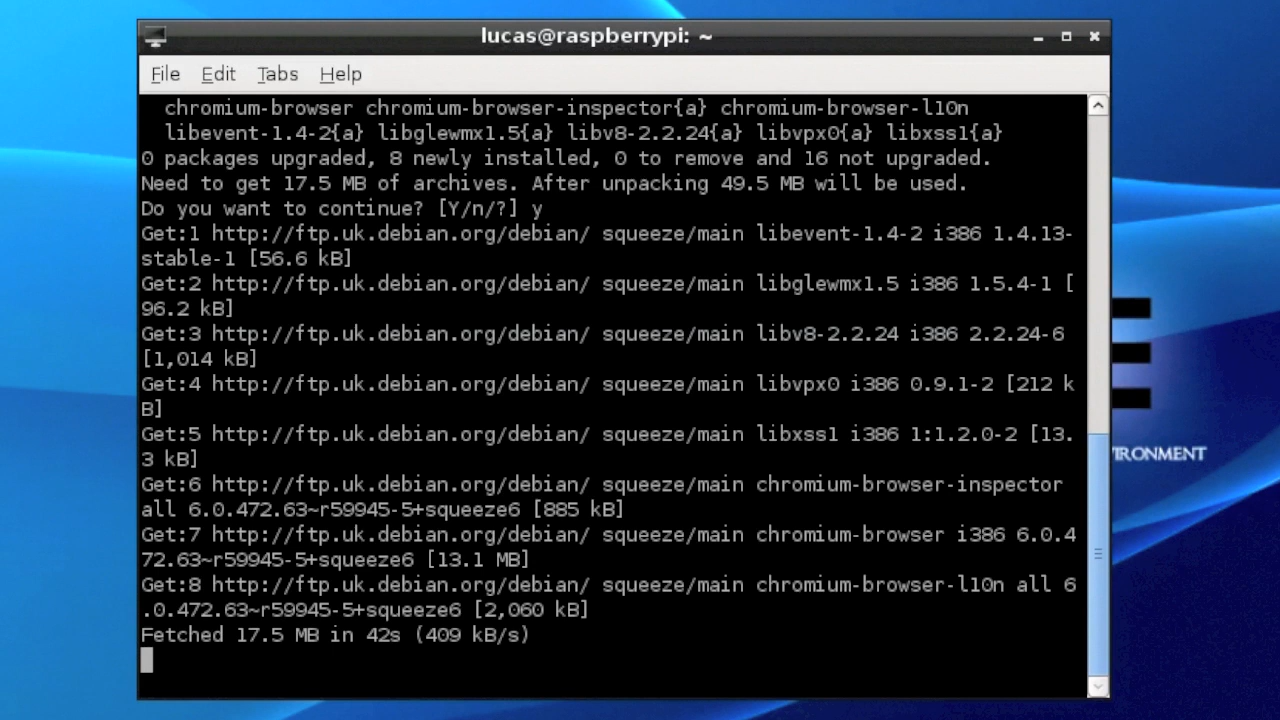 lucas@raspberrypi: ~
File Edit Tabs Help
chromium-browser chromium-browser-inspector{a} chromium-browser-l10n
libevent-1.4-2{a} libglewmx1.5{a} libv8-2.2.24{a} libvpx0{a} libxss1{a}
0 packages upgraded, 8 newly installed, 0 to remove and 16 not upgraded.
Need to get 17.5 MB of archives. After unpacking 49.5 MB will be used.
Do you want to continue? [Y/n/?] y
Get:1 http://ftp.uk.debian.org/debian/ squeeze/main libevent-1.4-2 i386 1.4.13-
stable-1 [56.6 kB]
Get:2 http://ftp.uk.debian.org/debian/ squeeze/main libglewmx1.5 i386 1.5.4-1 [
96.2 kB]
Get:3 http://ftp.uk.debian.org/debian/ squeeze/main libv8-2.2.24 i386 2.2.24-6
[1,014 kB]
Get:4 http://ftp.uk.debian.org/debian/ squeeze/main libvpx0 i386 0.9.1-2 [212 k
B]
Get:5 http://ftp.uk.debian.org/debian/ squeeze/main libxss1 i386 1:1.2.0-2 [13.
3 kB]
Get:6 http://ftp.uk.debian.org/debian/ squeeze/main chromium-browser-inspector
all 6.0.472.63~r59945-5+squeeze6 [885 kB]
Get:7 http://ftp.uk.debian.org/debian/ squeeze/main chromium-browser i386 6.0.4
72.63~r59945-5+squeeze6 [13.1 MB]
Get:8 http://ftp.uk.debian.org/debian/ squeeze/main chromium-browser-l10n all 6
.0.472.63~r59945-5+squeeze6 [2,060 kB]
Fetched 17.5 MB in 42s (409 kB/s)
IRONMENT